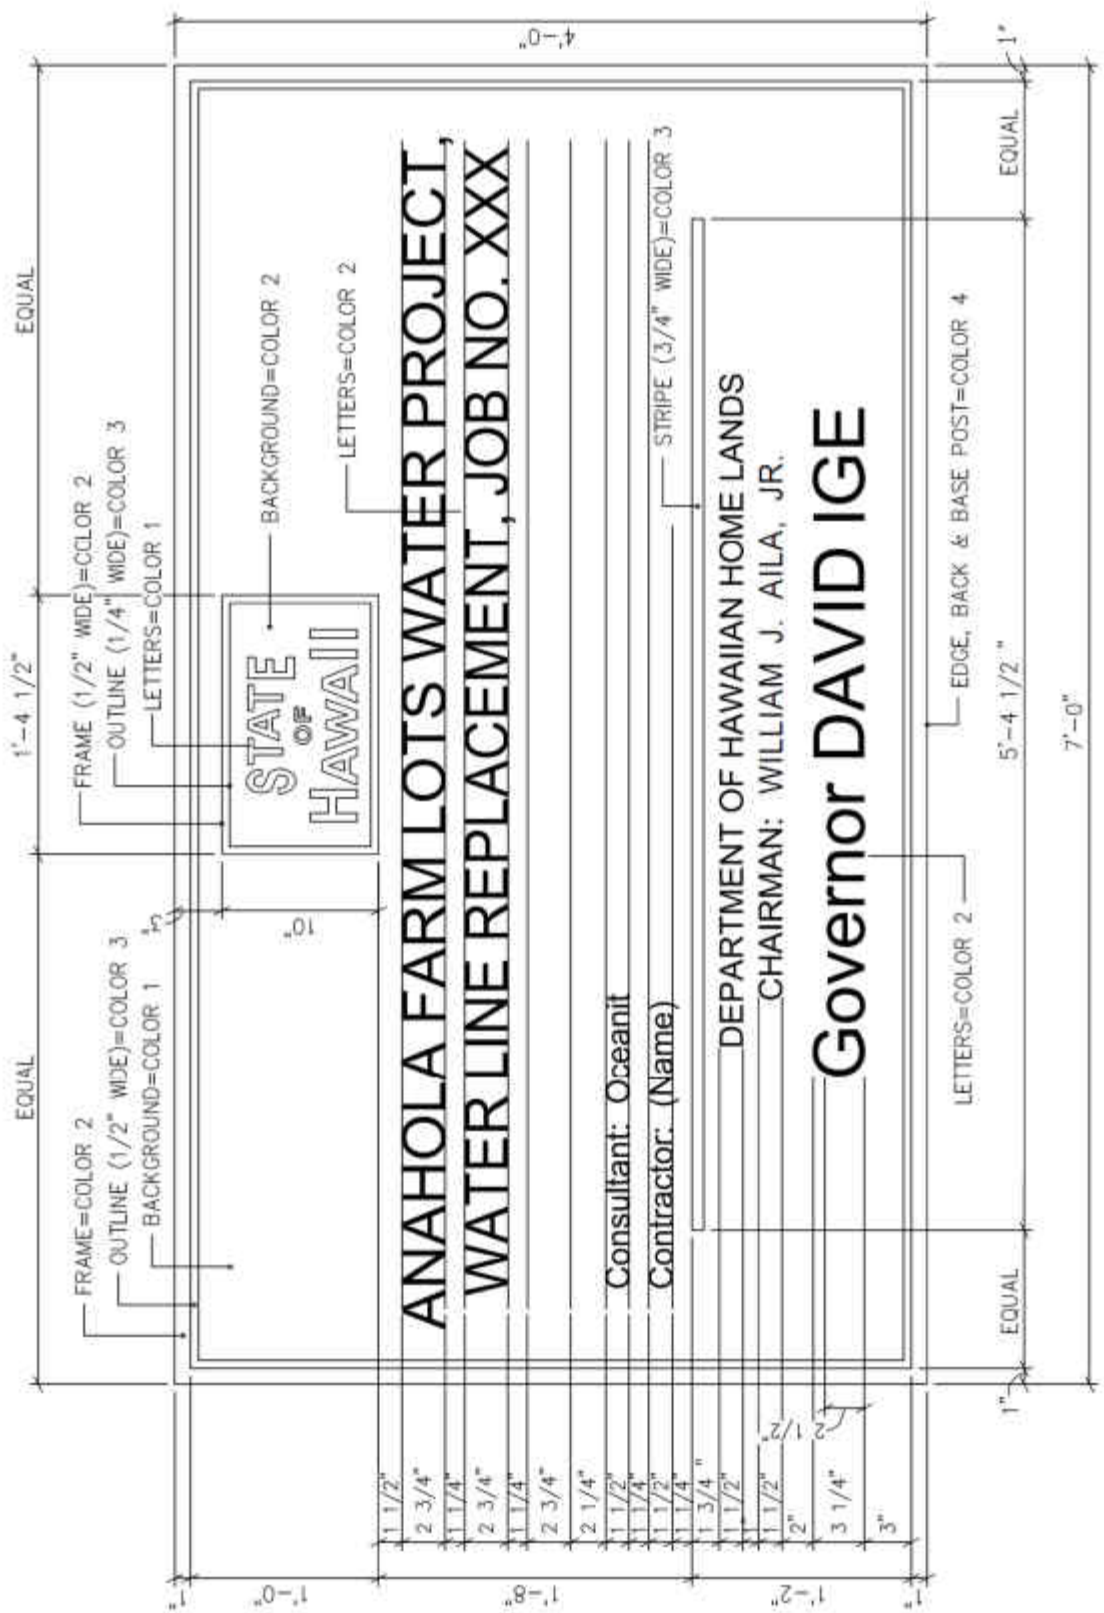 EQUAL
1'-4 1/2"
EQUAL
FRAME=COLOR 2
OUTLINE (1/2" WIDE)=COLOR 3
BACKGROUND=COLOR 1
FRAME (1/2" WIDE)=COLOR 2
OUTLINE (1/4" WIDE)=COLOR 3
LETTERS=COLOR 1
BACKGROUND=COLOR 2
LETTERS=COLOR 2
3"
10"
4'-0"
STATE
OF
HAWAII
ANAHOLA FARM LOTS WATER PROJECT,
WATER LINE REPLACEMENT, JOB NO. XXX
Consultant: Oceanit
Contractor: (Name)
STRIPE (3/4" WIDE)=COLOR 3
DEPARTMENT OF HAWAIIAN HOME LANDS
CHAIRMAN: WILLIAM J. AILA, JR.
Governor DAVID IGE
LETTERS=COLOR 2
EDGE, BACK & BASE POST=COLOR 4
1"
1'-0"
1'-8"
1'-2"
1"
1 1/2"
2 3/4"
1 1/4"
2 3/4"
1 1/4"
2 3/4"
2 1/4"
1 1/2"
1 1/4"
1 1/2"
1 1/4"
1 3/4"
1 1/2"
1"
1 1/2"
2"
3 1/4"
3"
2 1/2"
1"
EQUAL
5'-4 1/2"
EQUAL
1"
7'-0"